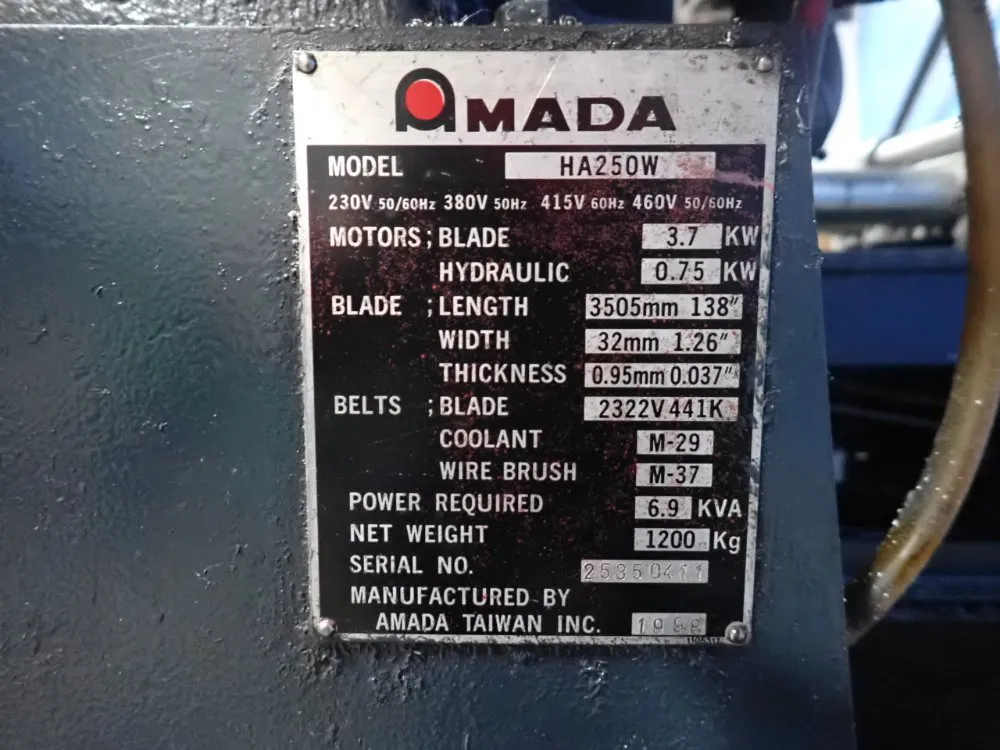 AMADA
MODEL HA250W
230V 50/60Hz 380V 50Hz 415V 60Hz 460V 50/60Hz
MOTORS; BLADE 3.7 KW
HYDRAULIC 0.75 KW
BLADE ; LENGTH 3505mm 138"
WIDTH 32mm 1.26"
THICKNESS 0.95mm 0.037"
BELTS ; BLADE 2322V 441K
COOLANT M-29
WIRE BRUSH M-37
POWER REQUIRED 6.9 KVA
NET WEIGHT 1200 Kg
SERIAL NO. 25350411
MANUFACTURED BY
AMADA TAIWAN INC.